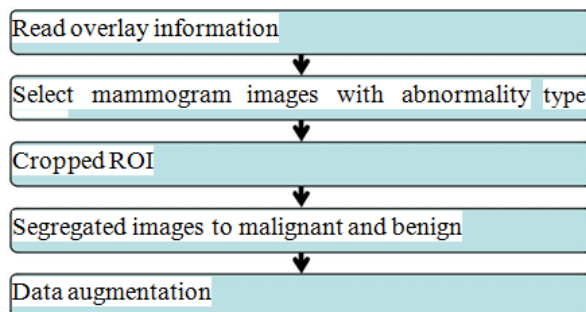 Read overlay information
Select mammogram images with abnormality type
Cropped ROI
Segregated images to malignant and benign
Data augmentation